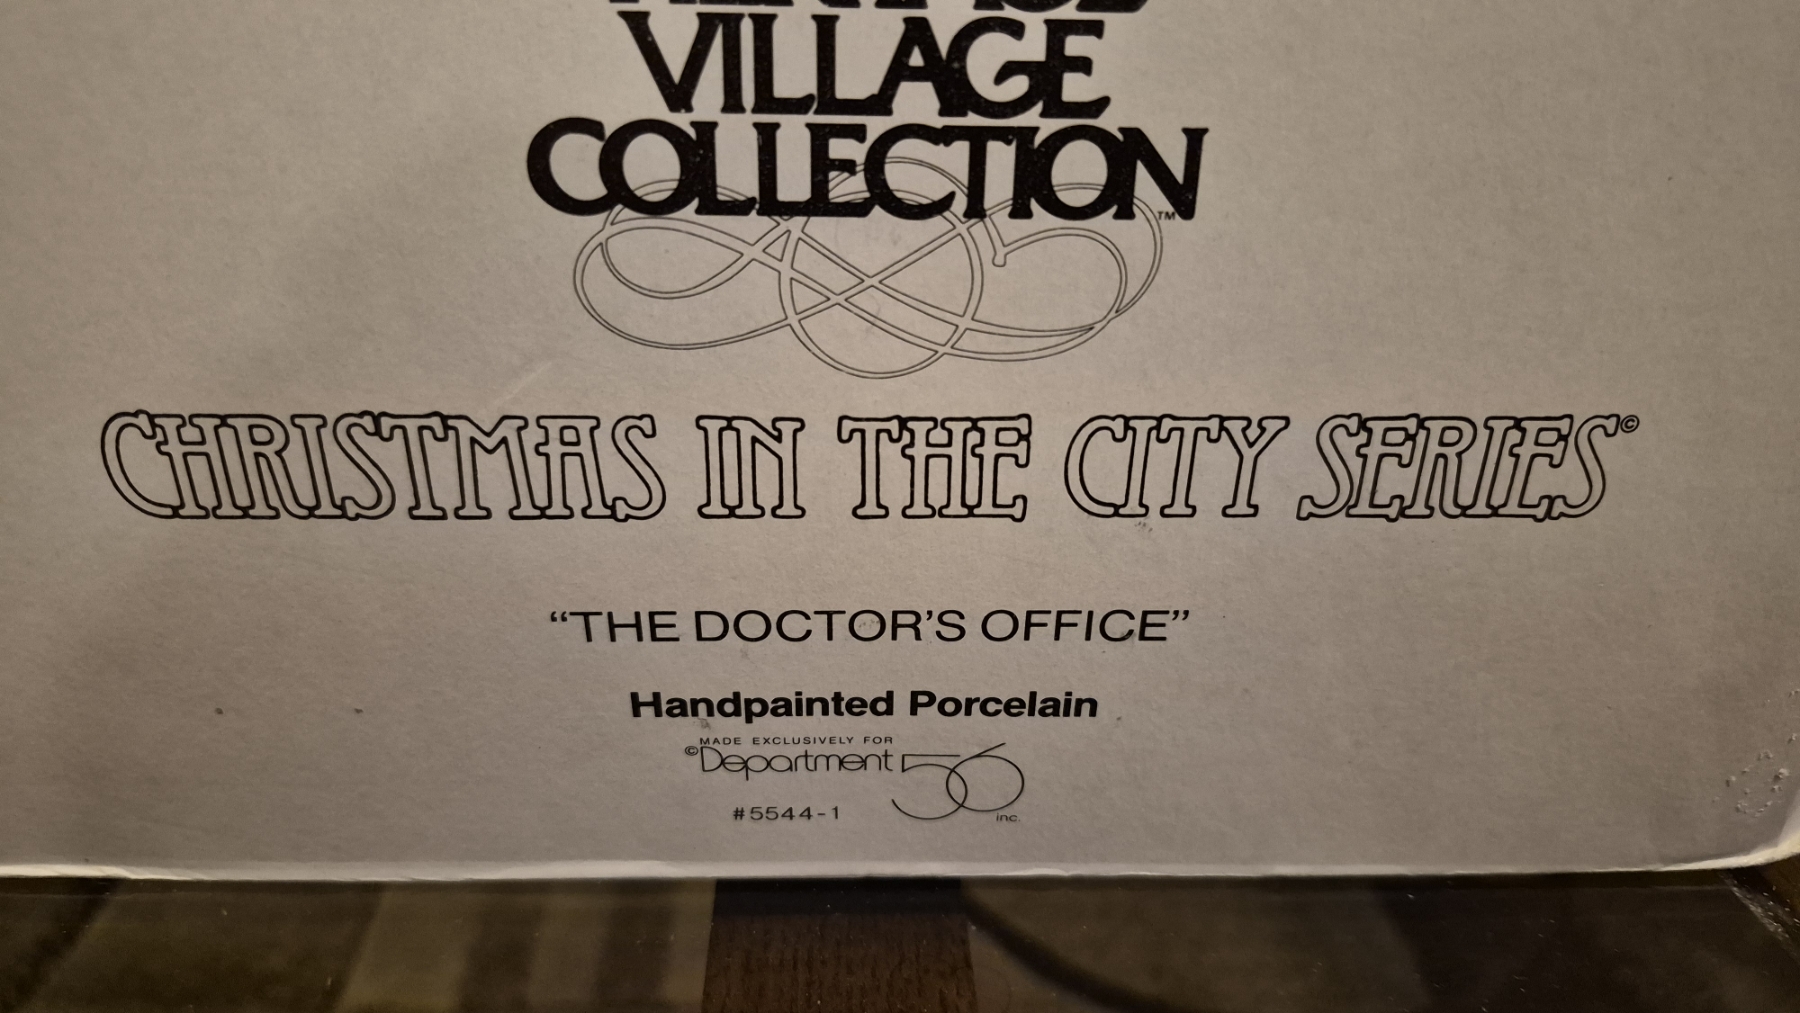 VILLAGE
COLLECTION™
CHRISTMAS IN THE CITY SERIES©
“THE DOCTOR’S OFFICE”
Handpainted Porcelain
MADE EXCLUSIVELY FOR
©Department 56
inc.
#5544-1